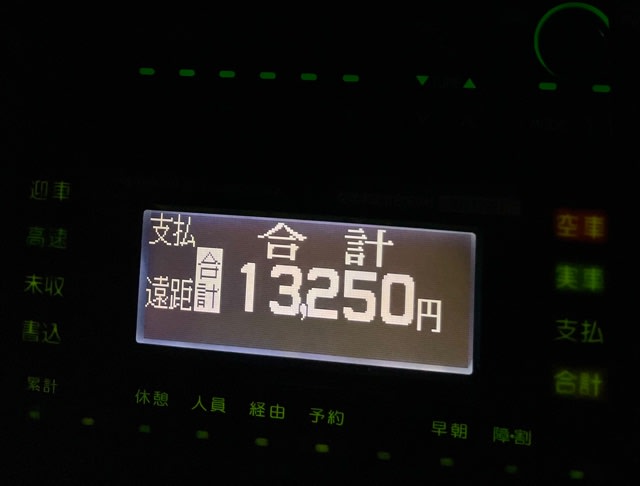 迎車
高速
未収
書込
累計
支払 合計
合計
遠距
13,250円
空車
実車
支払
合計
休憩 人員 経由 予約 早朝 障・割